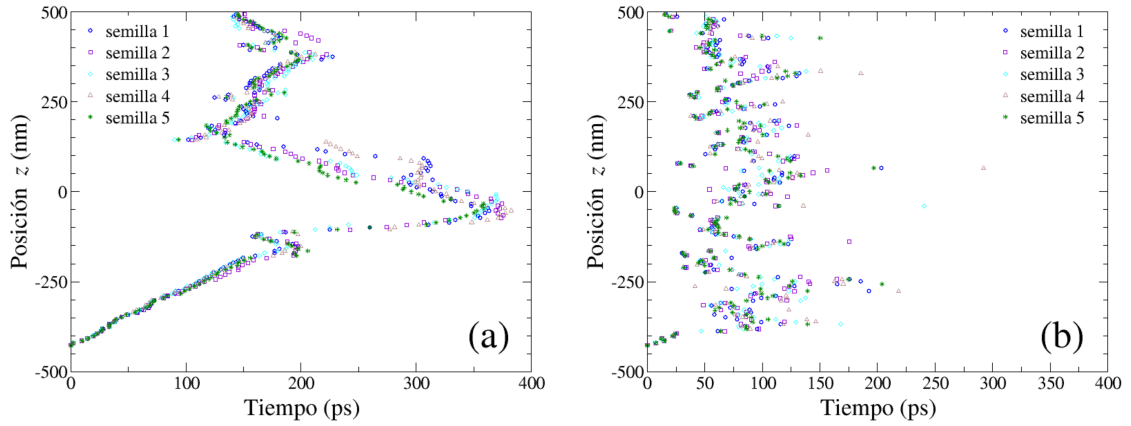 500
250
0
-250
-500
Posición z (nm)
semilla 1
semilla 2
semilla 3
semilla 4
semilla 5
(a)
0
100
200
300
400
Tiempo (ps)
500
250
0
-250
-500
Posición z (nm)
semilla 1
semilla 2
semilla 3
semilla 4
semilla 5
(b)
0
50
100
150
200
250
300
350
400
Tiempo (ps)